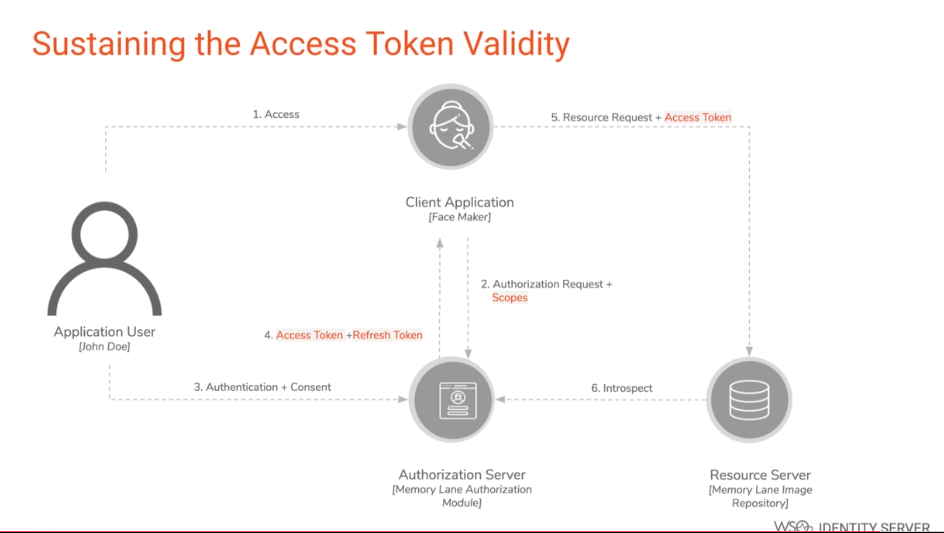 Sustaining the Access Token Validity
1. Access
5. Resource Request + Access Token
Client Application
[Face Maker]
2. Authorization Request +
Scopes
Application User
[John Doe]
4. Access Token +Refresh Token
3. Authentication + Consent
6. Introspect
Authorization Server
[Memory Lane Authorization
Module]
Resource Server
[Memory Lane Image
Repository]
WSO2 IDENTITY SERVER